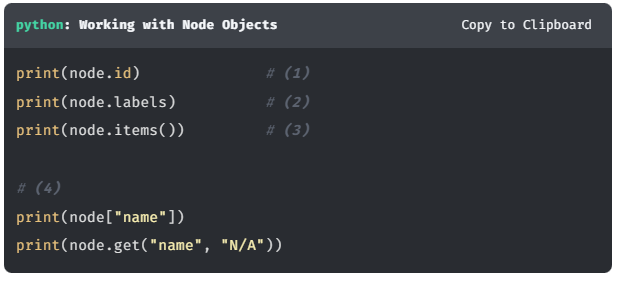 python: Working with Node Objects Copy to Clipboard
print(node.id) # (1)
print(node.labels) # (2)
print(node.items()) # (3)
# (4)
print(node["name"])
print(node.get("name", "N/A"))